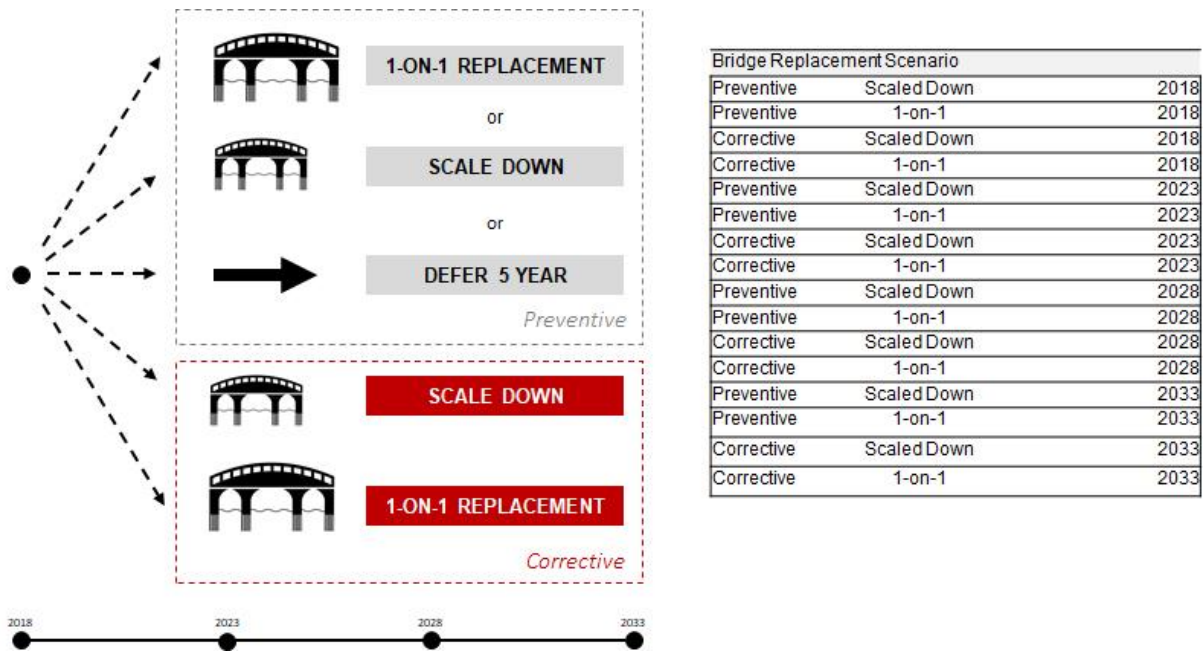 1-ON-1 REPLACEMENT
or
SCALE DOWN
or
DEFER 5 YEAR
Preventive
SCALE DOWN
1-ON-1 REPLACEMENT
Corrective
2018 2023 2028 2033
Bridge Replacement Scenario
Preventive Scaled Down 2018
Preventive 1-on-1 2018
Corrective Scaled Down 2018
Corrective 1-on-1 2018
Preventive Scaled Down 2023
Preventive 1-on-1 2023
Corrective Scaled Down 2023
Corrective 1-on-1 2023
Preventive Scaled Down 2028
Preventive 1-on-1 2028
Corrective Scaled Down 2028
Corrective 1-on-1 2028
Preventive Scaled Down 2033
Preventive 1-on-1 2033
Corrective Scaled Down 2033
Corrective 1-on-1 2033